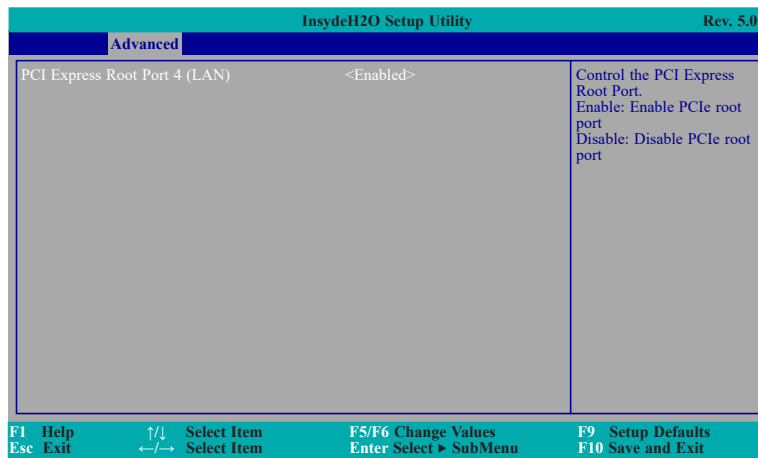 InsydeH2O Setup Utility Rev. 5.0
Advanced
PCI Express Root Port 4 (LAN) <Enabled>
Control the PCI Express
Root Port.
Enable: Enable PCIe root
port
Disable: Disable PCIe root
port
F1 Help ↑/↓ Select Item F5/F6 Change Values F9 Setup Defaults
Esc Exit ←/→ Select Item Enter Select ► SubMenu F10 Save and Exit